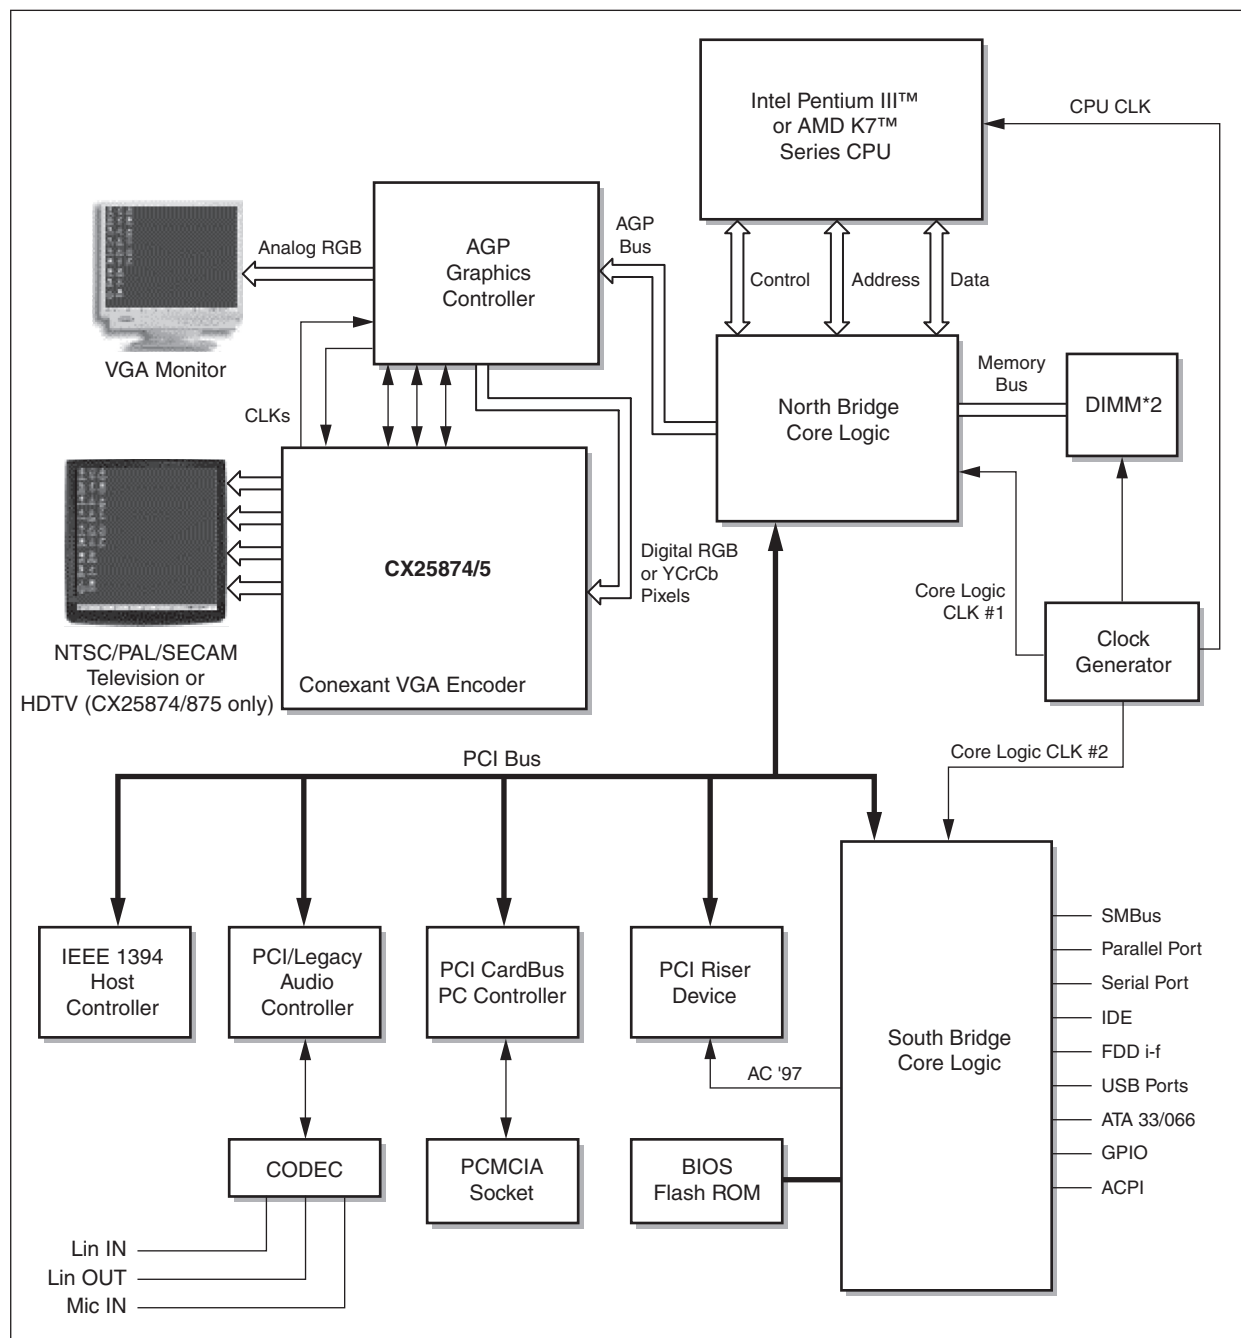 Intel Pentium III™
or AMD K7™
Series CPU
CPU CLK
AGP
Graphics
Controller
AGP
Bus
Analog RGB
Control
Address
Data
VGA Monitor
CLKs
North Bridge
Core Logic
Memory
Bus
DIMM*2
CX25874/5
Conexant VGA Encoder
Digital RGB
or YCrCb
Pixels
Core Logic
CLK #1
Clock
Generator
NTSC/PAL/SECAM
Television or
HDTV (CX25874/875 only)
PCI Bus
Core Logic CLK #2
IEEE 1394
Host
Controller
PCI/Legacy
Audio
Controller
PCI CardBus
PC Controller
PCI Riser
Device
South Bridge
Core Logic
SMBus
Parallel Port
Serial Port
IDE
FDD i-f
USB Ports
ATA 33/066
GPIO
ACPI
AC '97
CODEC
PCMCIA
Socket
BIOS
Flash ROM
Lin IN
Lin OUT
Mic IN